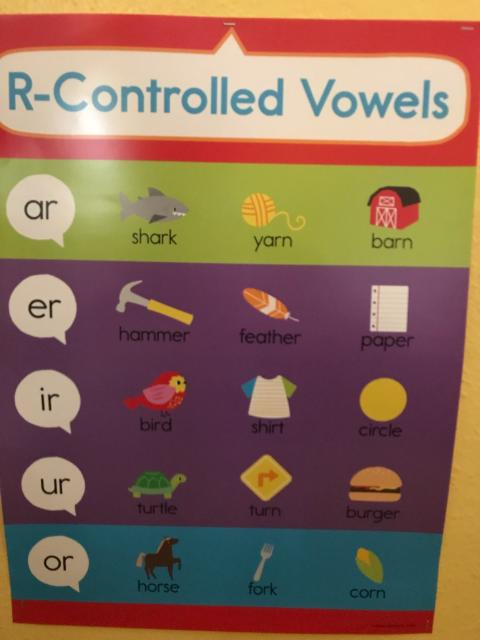 R-Controlled Vowels
ar
shark yarn barn
er
hammer feather paper
ir
bird shirt circle
ur
turtle turn burger
or
horse fork corn